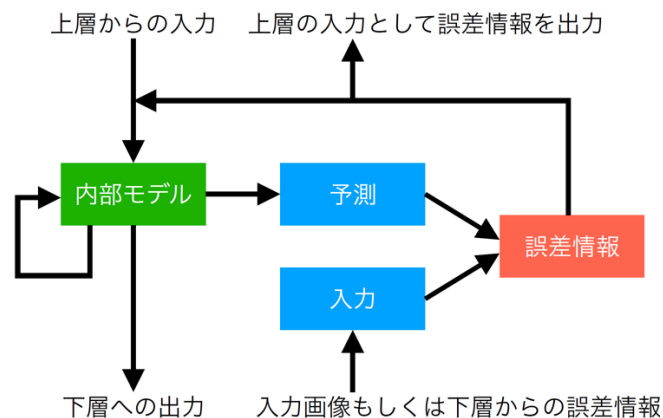 上層からの入力
上層の入力として誤差情報を出力
内部モデル
予測
誤差情報
入力
下層への出力
入力画像もしくは下層からの誤差情報